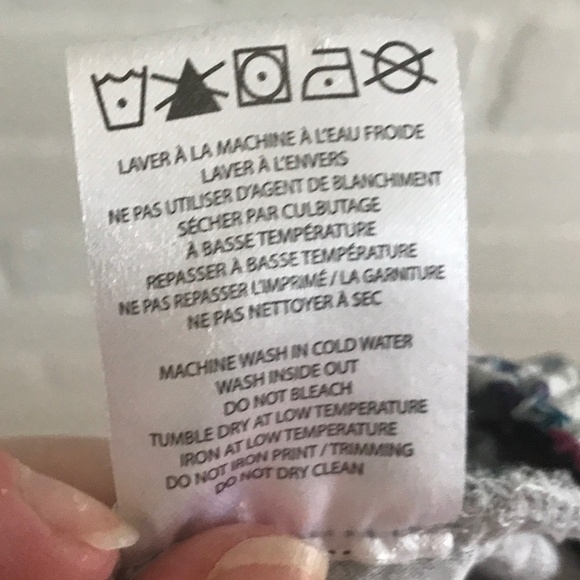 LAVER À LA MACHINE À L'EAU FROIDE
LAVER À L'ENVERS
NE PAS UTILISER D'AGENT DE BLANCHIMENT
SÉCHER PAR CULBUTAGE
À BASSE TEMPÉRATURE
REPASSER À BASSE TEMPÉRATURE
NE PAS REPASSER L'IMPRIMÉ / LA GARNITURE
NE PAS NETTOYER À SEC
MACHINE WASH IN COLD WATER
WASH INSIDE OUT
DO NOT BLEACH
TUMBLE DRY AT LOW TEMPERATURE
IRON AT LOW TEMPERATURE
DO NOT IRON PRINT / TRIMMING
DO NOT DRY CLEAN